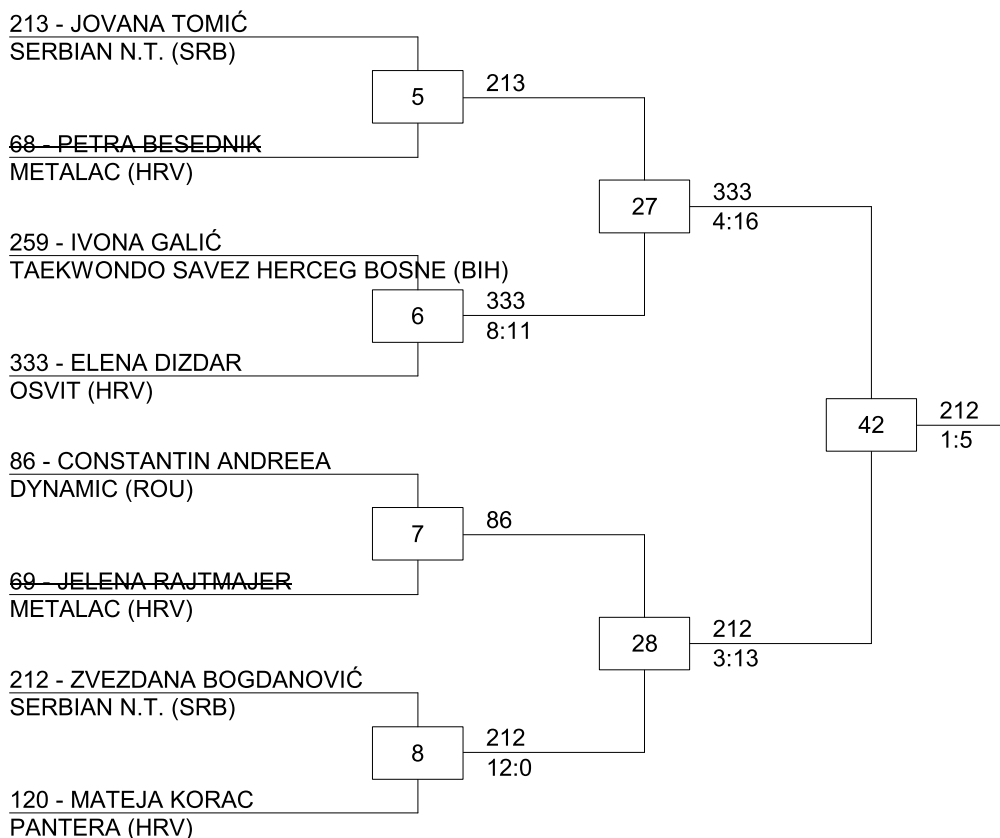 213 - JOVANA TOMIĆ
SERBIAN N.T. (SRB)
5
213
68 - PETRA BESEDNIK
METALAC (HRV)
27
333
4:16
259 - IVONA GALIĆ
TAEKWONDO SAVEZ HERCEG BOSNE (BIH)
6
333
8:11
333 - ELENA DIZDAR
OSVIT (HRV)
42
212
1:5
86 - CONSTANTIN ANDREEA
DYNAMIC (ROU)
7
86
69 - JELENA RAJTMAJER
METALAC (HRV)
28
212
3:13
212 - ZVEZDANA BOGDANOVIĆ
SERBIAN N.T. (SRB)
8
212
12:0
120 - MATEJA KORAC
PANTERA (HRV)